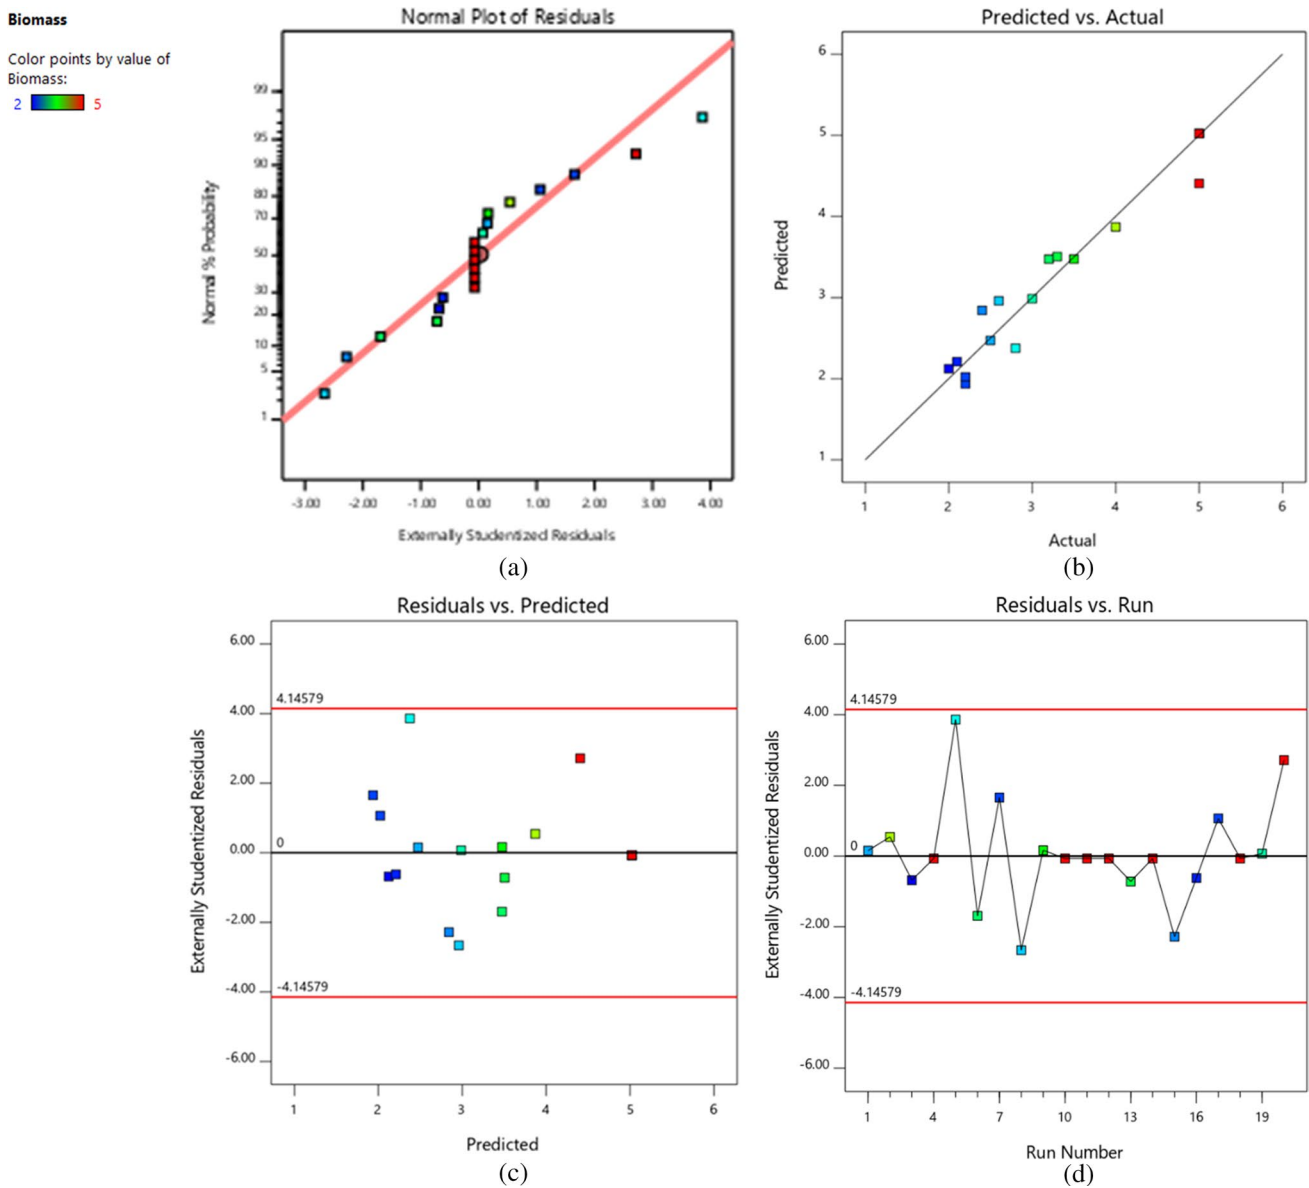 Biomass
Color points by value of
Biomass:
2 5
Normal Plot of Residuals
Normal % Probability
99
95
90
80
70
50
30
20
10
5
1
-3.00 -2.00 -1.00 0.00 1.00 2.00 3.00 4.00
Externally Studentized Residuals
(a)
Predicted vs. Actual
Predicted
6
5
4
3
2
1
1 2 3 4 5 6
Actual
(b)
Residuals vs. Predicted
Externally Studentized Residuals
6.00
4.00
2.00
0.00
-2.00
-4.00
-6.00
4.14579
0
-4.14579
1 2 3 4 5 6
Predicted
(c)
Residuals vs. Run
Externally Studentized Residuals
6.00
4.00
2.00
0.00
-2.00
-4.00
-6.00
4.14579
0
-4.14579
1 4 7 10 13 16 19
Run Number
(d)